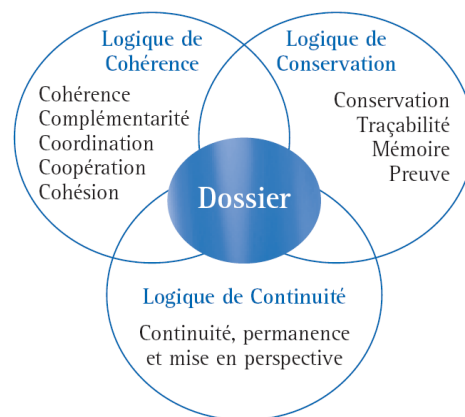 Logique de
Cohérence
Cohérence
Complémentarité
Coordination
Coopération
Cohésion
Logique de
Conservation
Conservation
Traçabilité
Mémoire
Preuve
Dossier
Logique de Continuité
Continuité, permanence
et mise en perspective